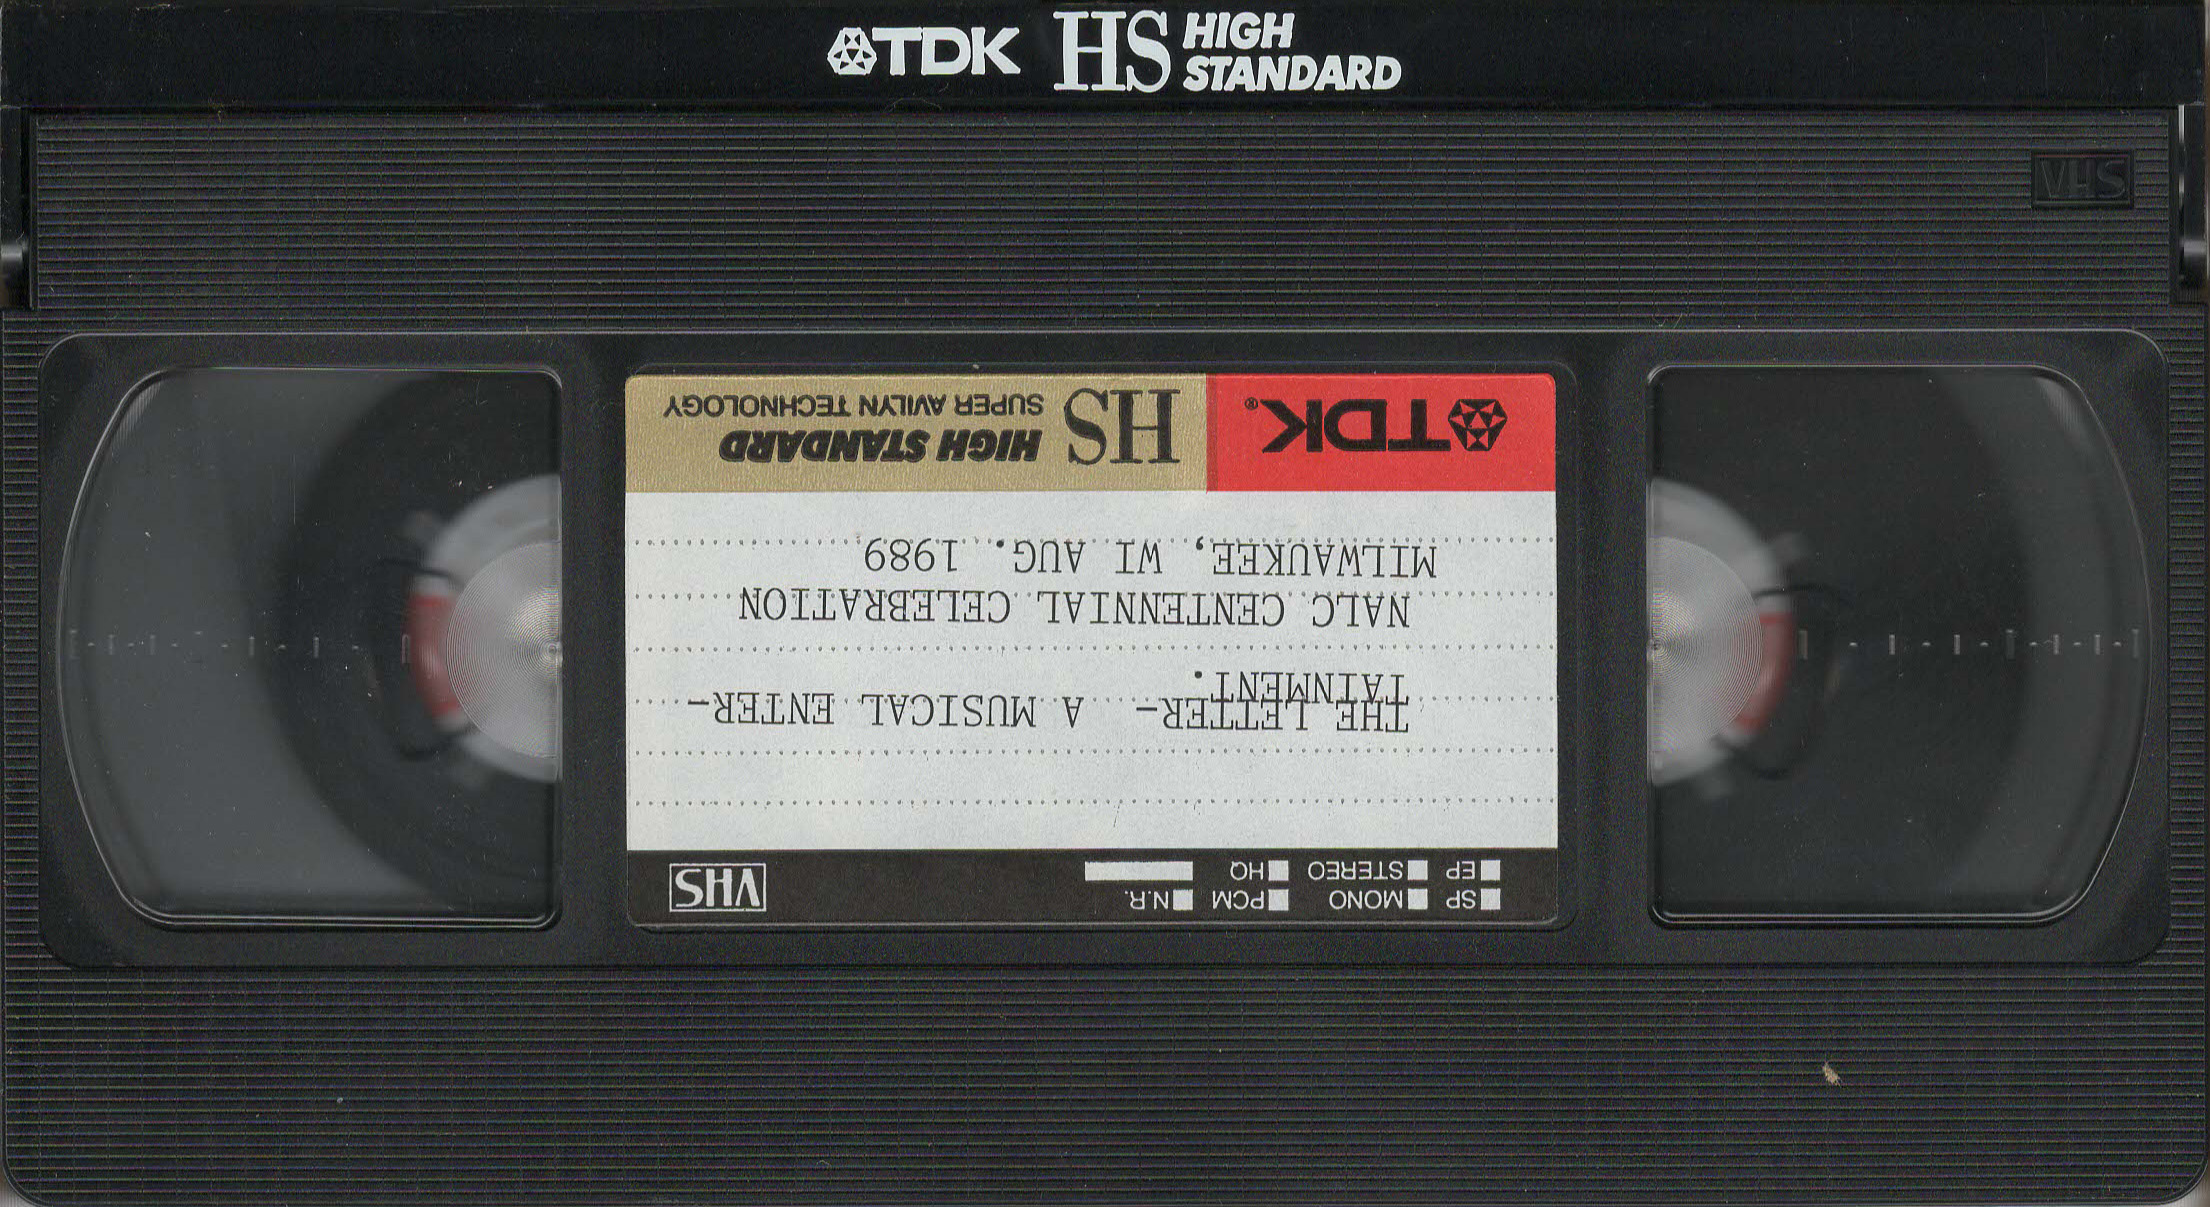 TDK HS HIGH STANDARD
VHS
SP MONO PCM N.R.
EP STEREO HQ
VHS
TAINMENT.
THE LETTER- A MUSICAL ENTER-
NALC CENTENNIAL CELEBRATION
MILWAUKEE, WI AUG. 1989
TDK® HS HIGH STANDARD
SUPER AVILYN TECHNOLOGY